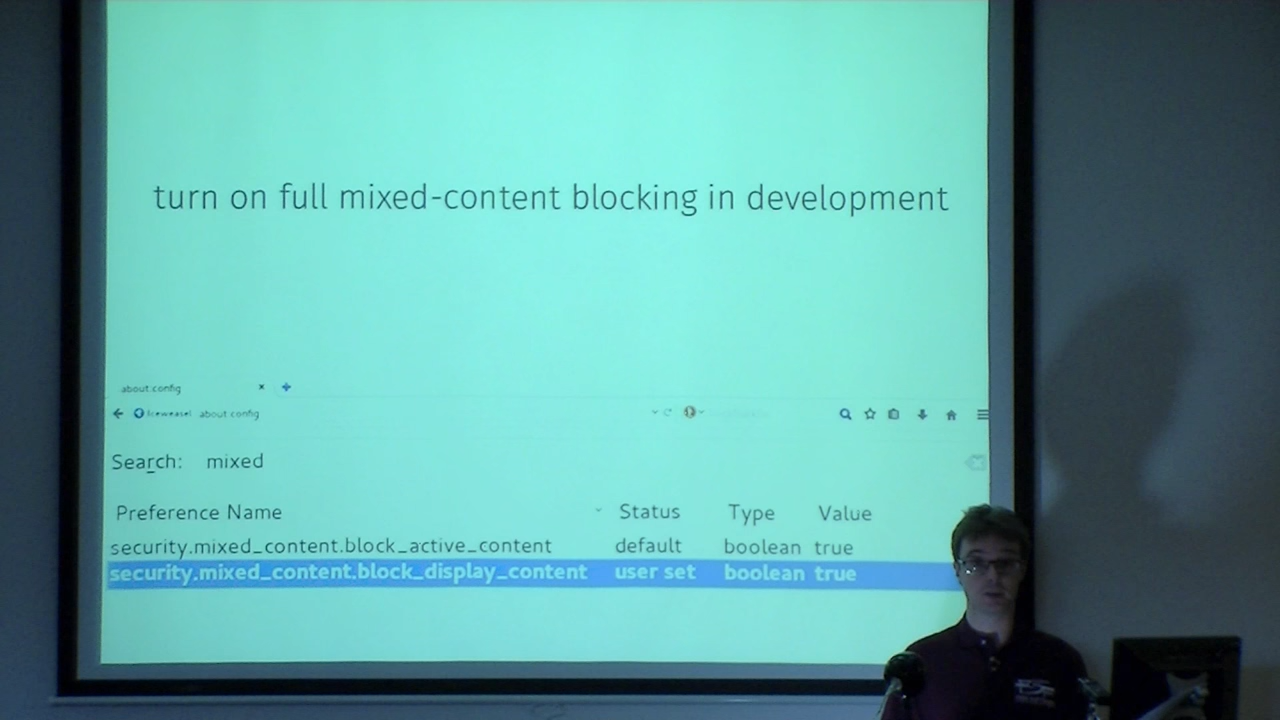 turn on full mixed-content blocking in development
about:config
Iceweasel about:config
Search: mixed
Preference Name Status Type Value
security.mixed_content.block_active_content default boolean true
security.mixed_content.block_display_content user set boolean true